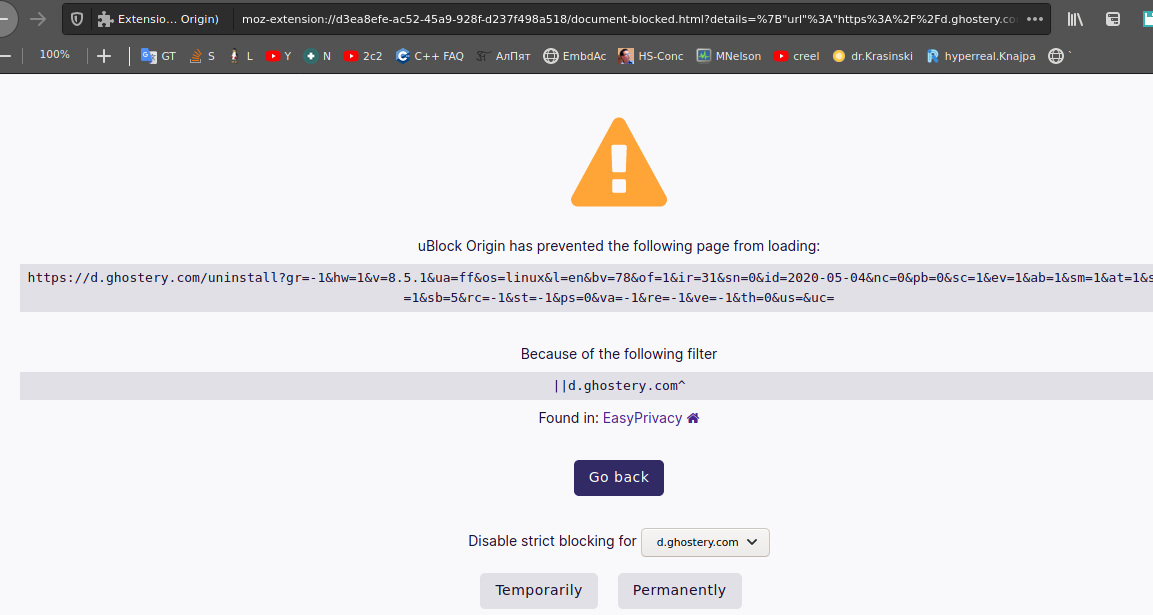 Extensio… Origin) moz-extension://d3ea8efe-ac52-45a9-928f-d237f498a518/document-blocked.html?details=%7B"url"%3A"https%3A%2F%2Fd.ghostery.co
100% GT S L Y N 2c2 C++ FAQ АлПят EmbdAc HS-Conc MNelson creel dr.Krasinski hyperreal.Knajpa `
uBlock Origin has prevented the following page from loading:
https://d.ghostery.com/uninstall?gr=-1&hw=1&v=8.5.1&ua=ff&os=linux&l=en&bv=78&of=1&ir=31&sn=0&id=2020-05-04&nc=0&pb=0&sc=1&ev=1&ab=1&sm=1&at=1&s
=1&sb=5&rc=-1&st=-1&ps=0&va=-1&re=-1&ve=-1&th=0&us=&uc=
Because of the following filter
||d.ghostery.com^
Found in: EasyPrivacy
Go back
Disable strict blocking for d.ghostery.com
Temporarily Permanently